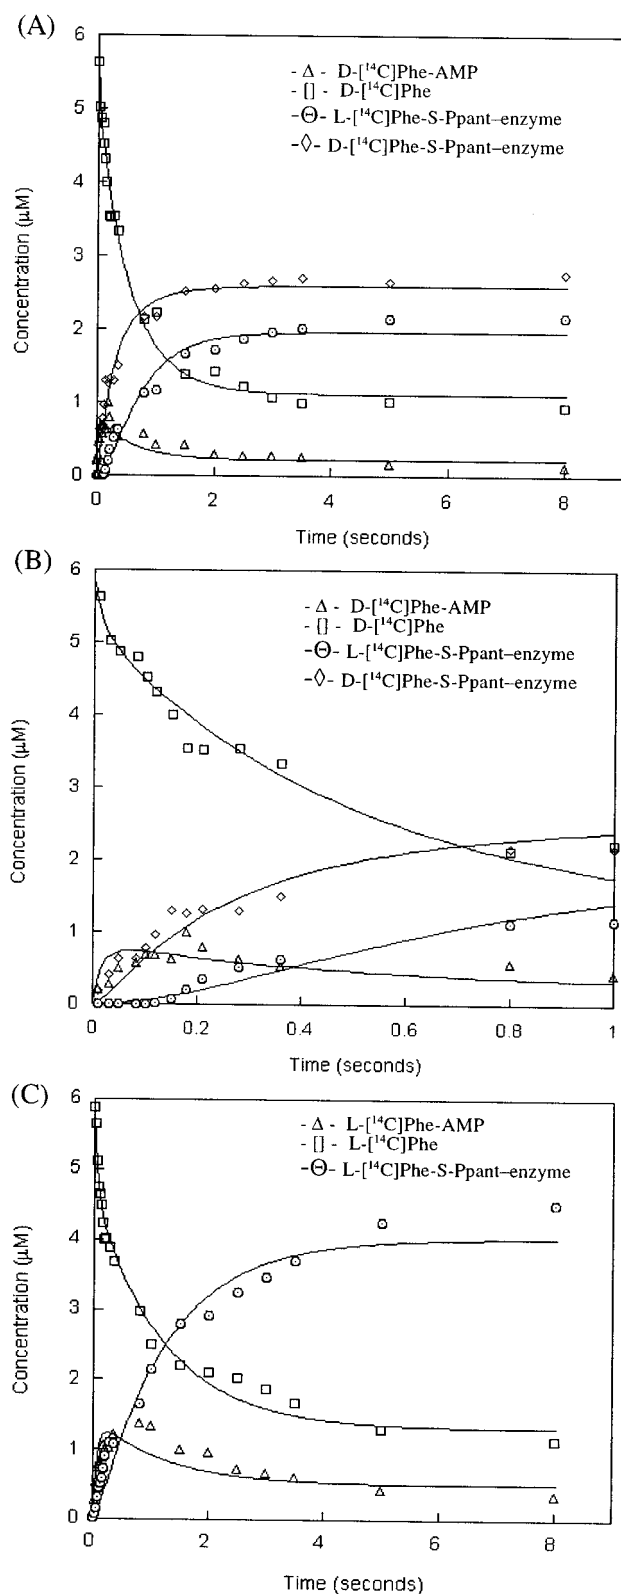 (A)
6
5
4
3
2
1
0
Concentration (μM)
- Δ - D-[¹⁴C]Phe-AMP
- [] - D-[¹⁴C]Phe
-Θ- L-[¹⁴C]Phe-S-Ppant–enzyme
-◊- D-[¹⁴C]Phe-S-Ppant–enzyme
0 2 4 6 8
Time (seconds)
(B)
6
5
4
3
2
1
0
Concentration (μM)
- Δ - D-[¹⁴C]Phe-AMP
- [] - D-[¹⁴C]Phe
-Θ- L-[¹⁴C]Phe-S-Ppant–enzyme
-◊- D-[¹⁴C]Phe-S-Ppant–enzyme
0 0.2 0.4 0.6 0.8 1
Time (seconds)
(C)
6
5
4
3
2
1
0
Concentration (μM)
- Δ - L-[¹⁴C]Phe-AMP
- [] - L-[¹⁴C]Phe
-Θ- L-[¹⁴C]Phe-S-Ppant–enzyme
0 2 4 6 8
Time (seconds)